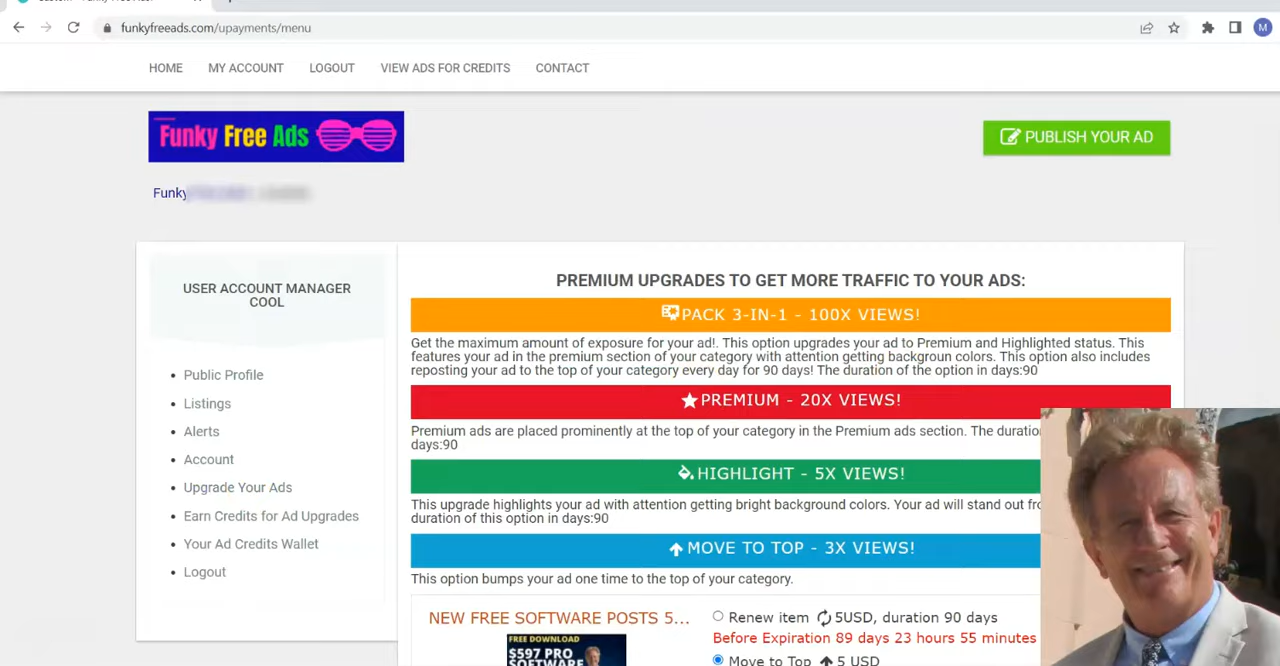 funkyfreeads.com/upayments/menu
M
HOME MY ACCOUNT LOGOUT VIEW ADS FOR CREDITS CONTACT
Funky Free Ads
PUBLISH YOUR AD
Funky
USER ACCOUNT MANAGER
COOL
Public Profile
Listings
Alerts
Account
Upgrade Your Ads
Earn Credits for Ad Upgrades
Your Ad Credits Wallet
Logout
PREMIUM UPGRADES TO GET MORE TRAFFIC TO YOUR ADS:
PACK 3-IN-1 - 100X VIEWS!
Get the maximum amount of exposure for your ad!. This option upgrades your ad to Premium and Highlighted status. This
features your ad in the premium section of your category with attention getting backgroun colors. This option also includes
reposting your ad to the top of your category every day for 90 days! The duration of the option in days:90
PREMIUM - 20X VIEWS!
Premium ads are placed prominently at the top of your category in the Premium ads section. The
days:90
HIGHLIGHT - 5X VIEWS!
This upgrade highlights your ad with attention getting bright background colors. Your ad will stand out
duration of this option in days:90
MOVE TO TOP - 3X VIEWS!
This option bumps your ad one time to the top of your category.
NEW FREE SOFTWARE POSTS 5...
FREE DOWNLOAD
$597 PRO
SOFTWARE
Renew item 5USD, duration 90 days
Before Expiration 89 days 23 hours 55 minutes
Move to Top 5 USD